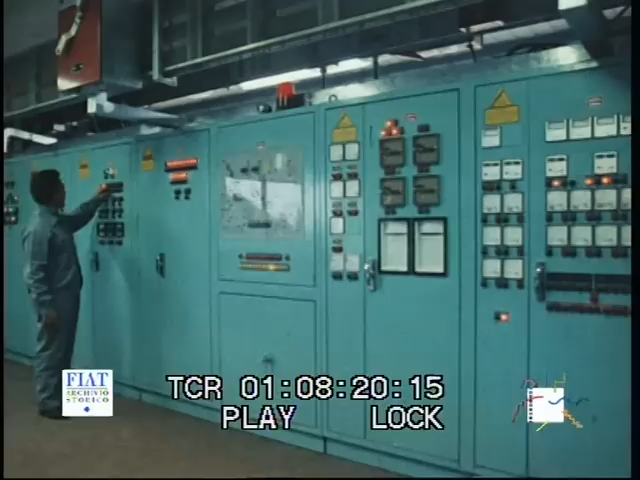 FIAT
ARCHIVIO
STORICO
TCR 01:08:20:15
PLAY LOCK